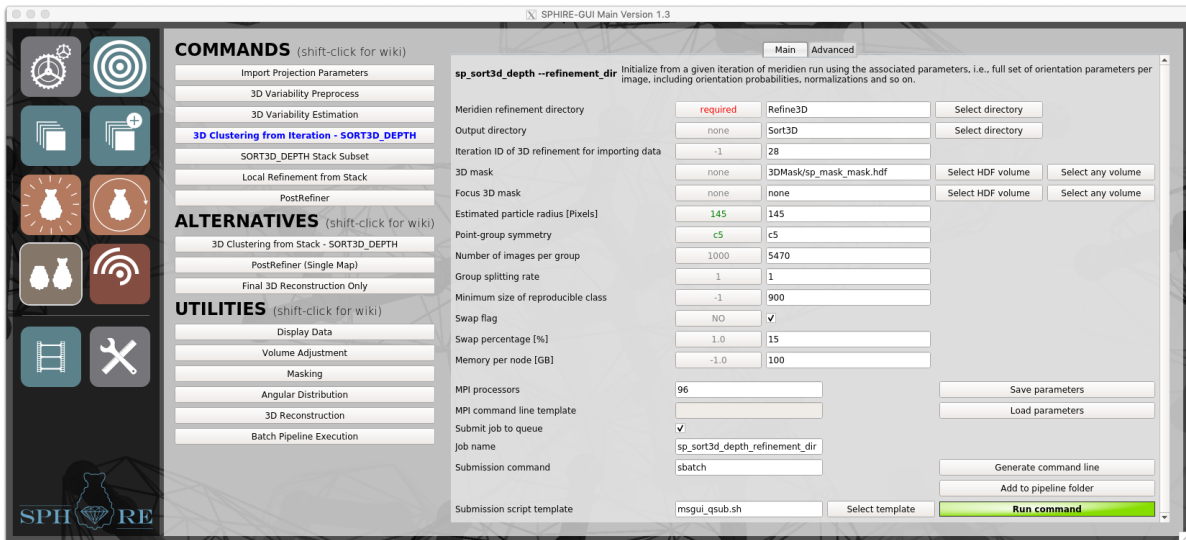 SPHIRE-GUI Main Version 1.3
COMMANDS (shift-click for wiki)
Import Projection Parameters
3D Variability Preprocess
3D Variability Estimation
3D Clustering from Iteration - SORT3D_DEPTH
SORT3D_DEPTH Stack Subset
Local Refinement from Stack
PostRefiner
ALTERNATIVES (shift-click for wiki)
3D Clustering from Stack - SORT3D_DEPTH
PostRefiner (Single Map)
Final 3D Reconstruction Only
UTILITIES (shift-click for wiki)
Display Data
Volume Adjustment
Masking
Angular Distribution
3D Reconstruction
Batch Pipeline Execution
SPHIRE
Main Advanced
sp_sort3d_depth --refinement_dir Initialize from a given iteration of meridien run using the associated parameters, i.e., full set of orientation parameters per
image, including orientation probabilities, normalizations and so on.
Meridien refinement directory required Refine3D Select directory
Output directory none Sort3D Select directory
Iteration ID of 3D refinement for importing data -1 28
3D mask none 3DMask/sp_mask_mask.hdf Select HDF volume Select any volume
Focus 3D mask none none Select HDF volume Select any volume
Estimated particle radius [Pixels] 145 145
Point-group symmetry c5 c5
Number of images per group 1000 5470
Group splitting rate 1 1
Minimum size of reproducible class -1 900
Swap flag NO
Swap percentage [%] 1.0 15
Memory per node [GB] -1.0 100
MPI processors 96 Save parameters
MPI command line template Load parameters
Submit job to queue
Job name sp_sort3d_depth_refinement_dir
Submission command sbatch Generate command line
Add to pipeline folder
Submission script template msgui_qsub.sh Select template Run command